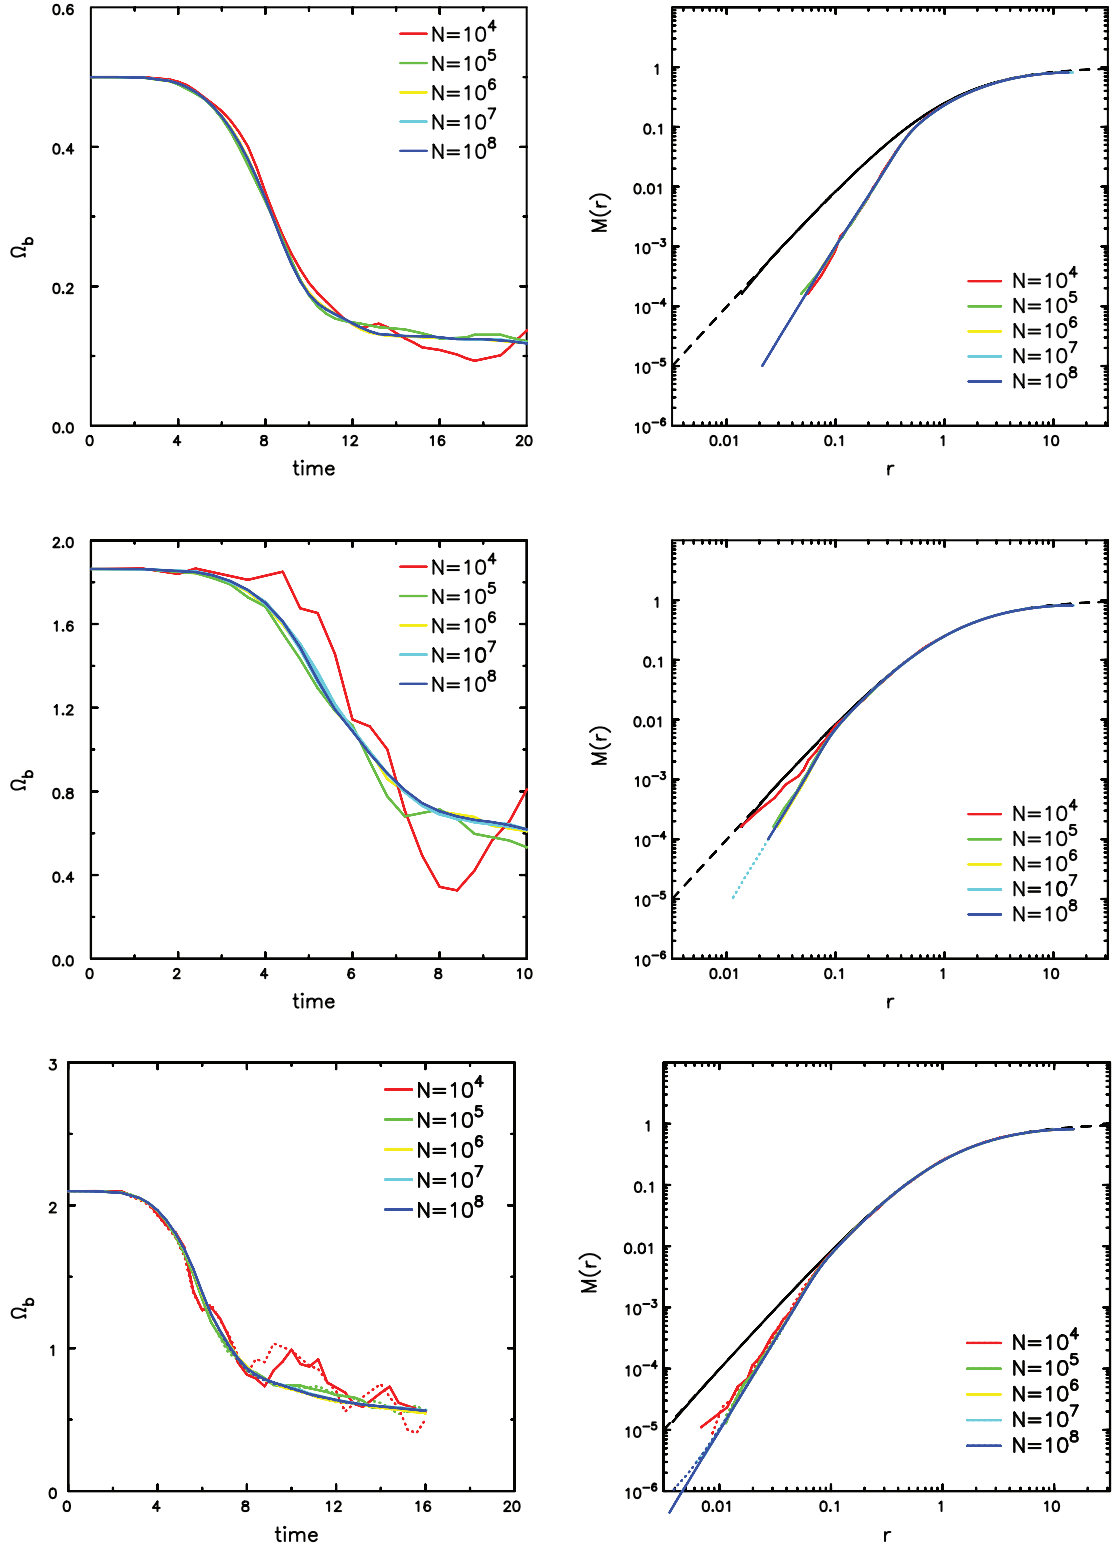 0.6
0.4
0.2
0.0
Ω_b
0 4 8 12 16 20
time
N=10^4
N=10^5
N=10^6
N=10^7
N=10^8
1
0.1
0.01
10^−3
10^−4
10^−5
10^−6
M(r)
0.01 0.1 1 10
r
N=10^4
N=10^5
N=10^6
N=10^7
N=10^8
2.0
1.6
1.2
0.8
0.4
0.0
Ω_b
0 2 4 6 8 10
time
N=10^4
N=10^5
N=10^6
N=10^7
N=10^8
1
0.1
0.01
10^−3
10^−4
10^−5
10^−6
M(r)
0.01 0.1 1 10
r
N=10^4
N=10^5
N=10^6
N=10^7
N=10^8
3
2
1
0
Ω_b
0 4 8 12 16 20
time
N=10^4
N=10^5
N=10^6
N=10^7
N=10^8
1
0.1
0.01
10^−3
10^−4
10^−5
10^−6
M(r)
0.01 0.1 1 10
r
N=10^4
N=10^5
N=10^6
N=10^7
N=10^8